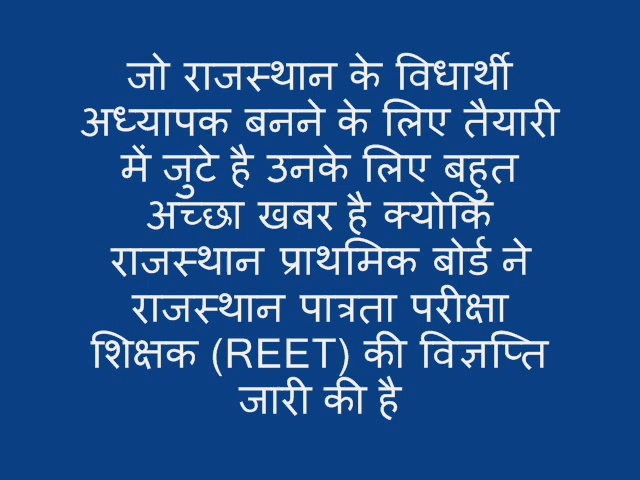 जो राजस्थान के विधार्थी
अध्यापक बनने के लिए तैयारी
में जुटे है उनके लिए बहुत
अच्छा खबर है क्योकि
राजस्थान प्राथमिक बोर्ड ने
राजस्थान पात्रता परीक्षा
शिक्षक (REET) की विज्ञप्ति
जारी की है